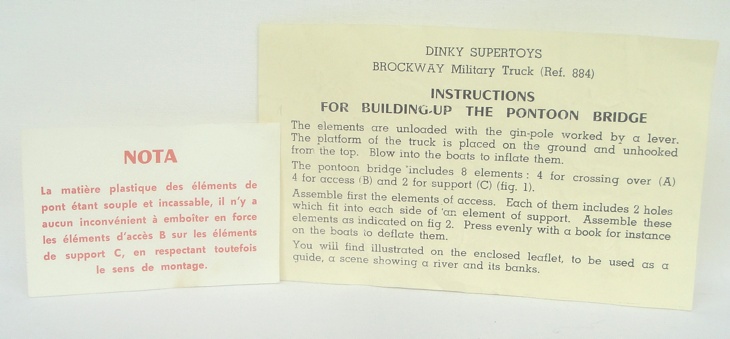 NOTA
La matière plastique des éléments de
pont étant souple et incassable, il n'y a
aucun inconvénient à emboiter en force
les éléments d'accès B sur les éléments
de support C, en respectant toutefois
le sens de montage.
DINKY SUPERTOYS
BROCKWAY Military Truck (Ref. 884)
INSTRUCTIONS
FOR BUILDING-UP THE PONTOON BRIDGE
The elements are unloaded with the gin-pole worked by a lever.
The platform of the truck is placed on the ground and unhooked
from the top. Blow into the boats to inflate them.
The pontoon bridge includes 8 elements: 4 for crossing over (A)
4 for access (B) and 2 for support (C) (fig. 1).
Assemble first the elements of access. Each of them includes 2 holes
which fit into each side of an element of support. Assemble these
elements as indicated on fig 2. Press evenly with a book for instance
on the boats to deflate them.
You will find illustrated on the enclosed leaflet, to be used as a
guide, a scene showing a river and its banks.